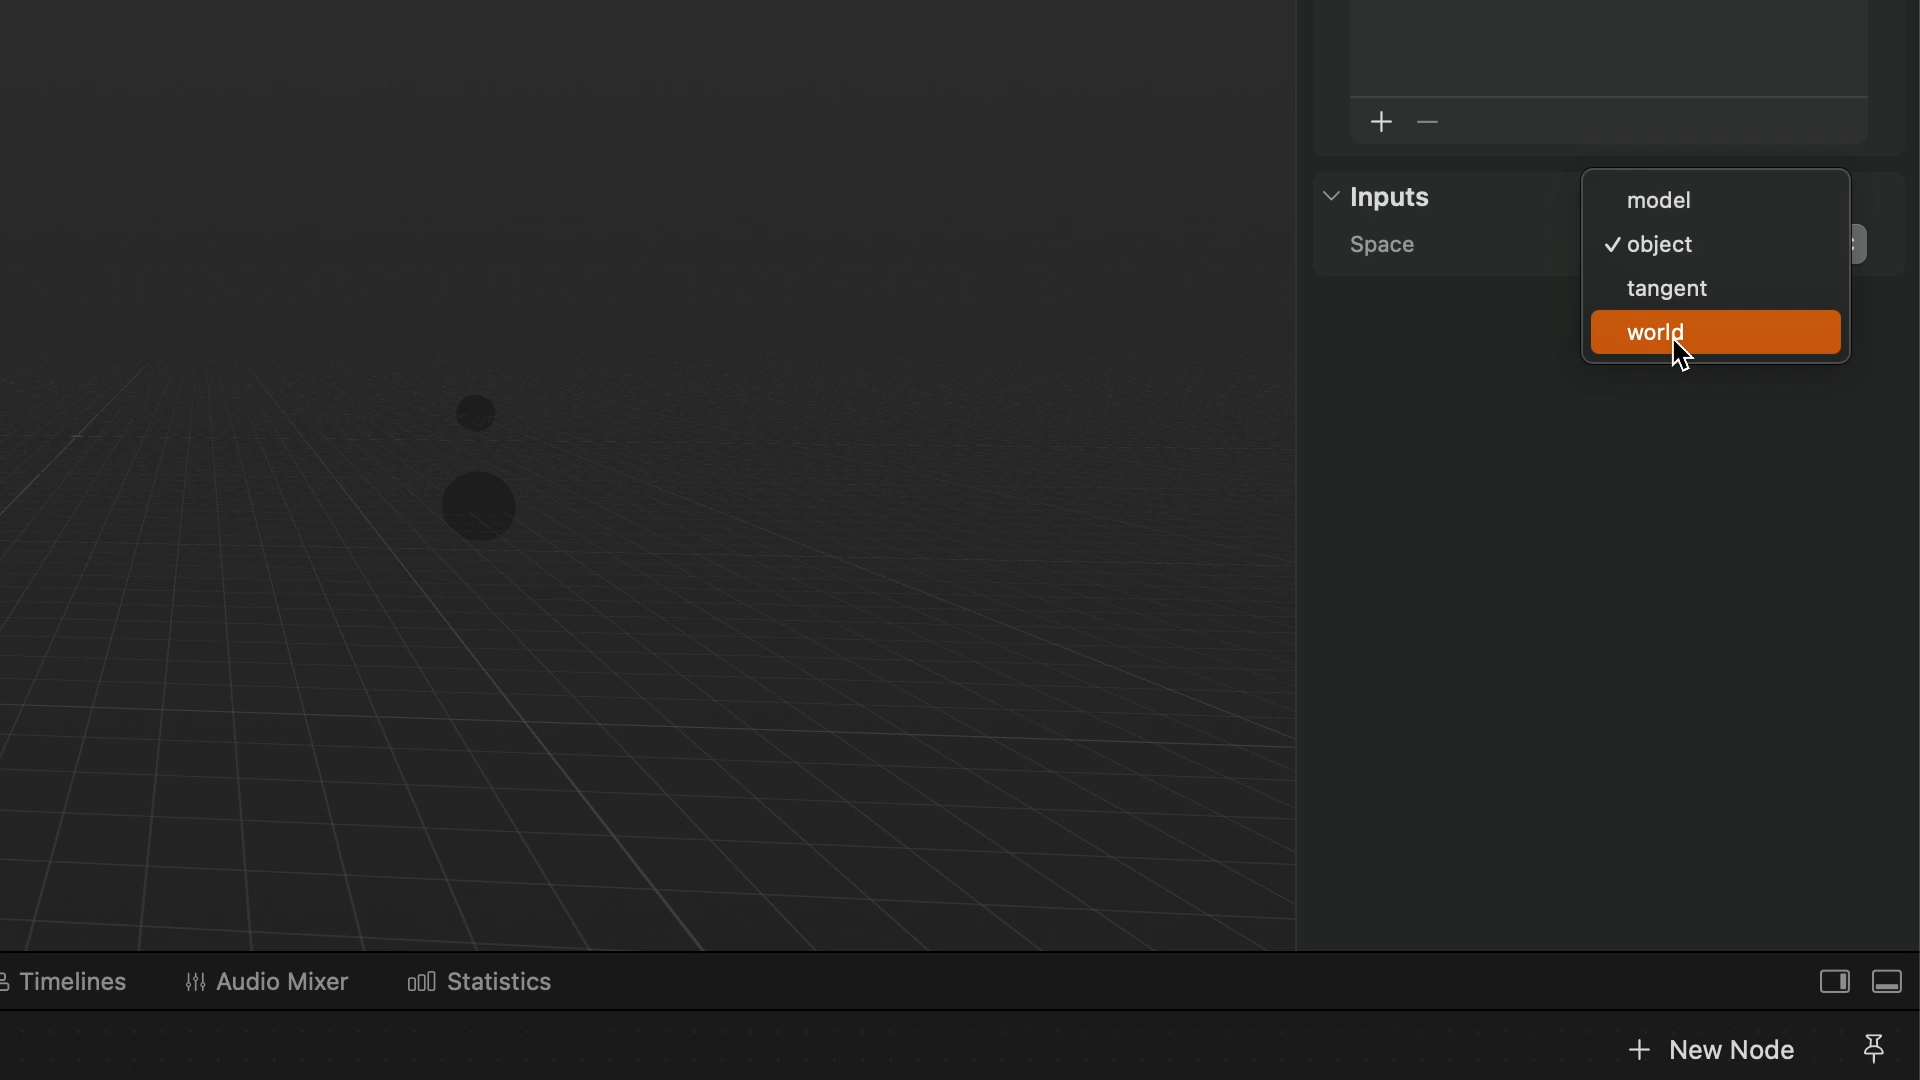 Inputs
Space
model
✓ object
tangent
world
Timelines
Audio Mixer
Statistics
+ New Node